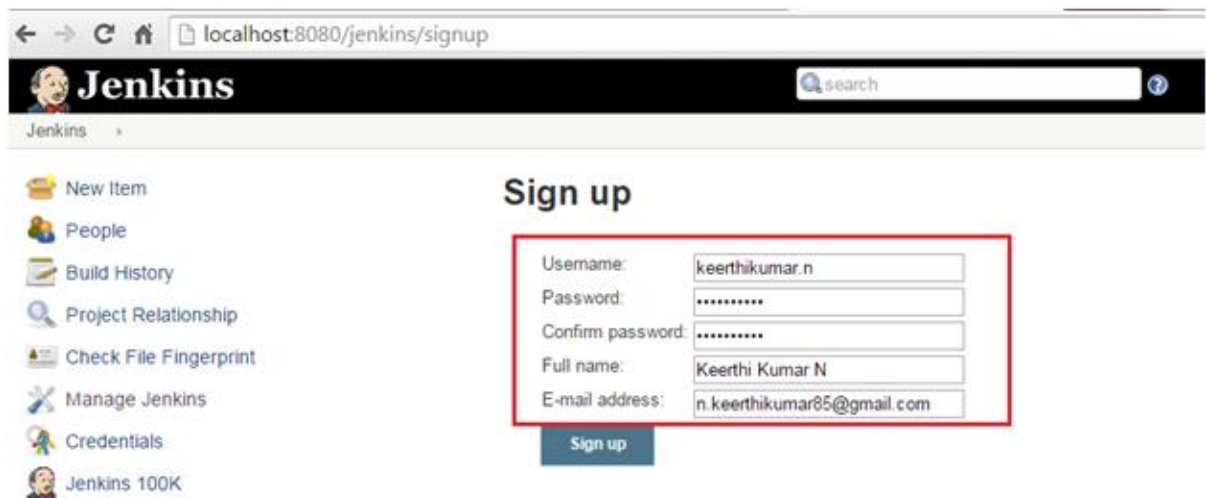 localhost:8080/jenkins/signup
Jenkins
search
Jenkins
New Item
People
Build History
Project Relationship
Check File Fingerprint
Manage Jenkins
Credentials
Jenkins 100K
Sign up
Username: keerthikumar.n
Password: ••••••••••
Confirm password: ••••••••••
Full name: Keerthi Kumar N
E-mail address: n.keerthikumar85@gmail.com
Sign up